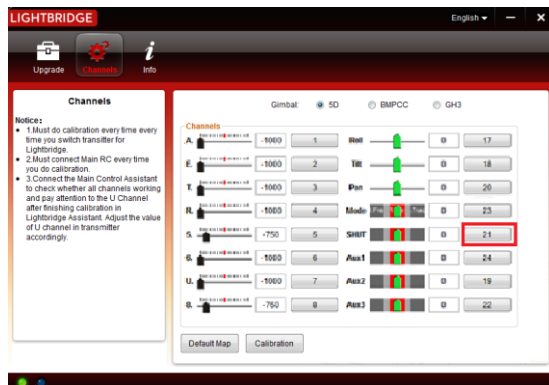 LIGHTBRIDGE
English
Upgrade
Channels
Info
Channels
Notice:
1.Must do calibration every time every
time you switch transitter for
Lightbridge.
2.Must connect Main RC every time
you do calibration.
3.Connect the Main Control Assistant
to check whether all channels working
and pay attention to the U Channel
after finishing calibration in
Lightbridge Assistant. Adjust the value
of U channel in transmitter
accordingly.
Gimbal: 5D BMPCC GH3
Channels
A. -1000 1 Roll 0 17
E. -1000 2 Tilt 0 18
T. -1000 3 Pan 0 20
R. -1000 4 Mode 0 23
5. -750 5 SHUT 0 21
6. -1000 6 Aux1 0 24
U. -1000 7 Aux2 0 19
8. -750 8 Aux3 0 22
Default Map Calibration